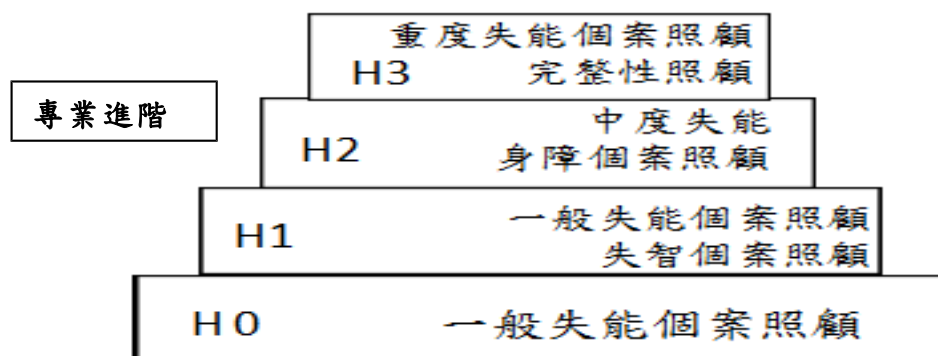 重度失能個案照顧
H3 完整性照顧
專業進階
中度失能
H2 身障個案照顧
H1 一般失能個案照顧
失智個案照顧
H0 一般失能個案照顧